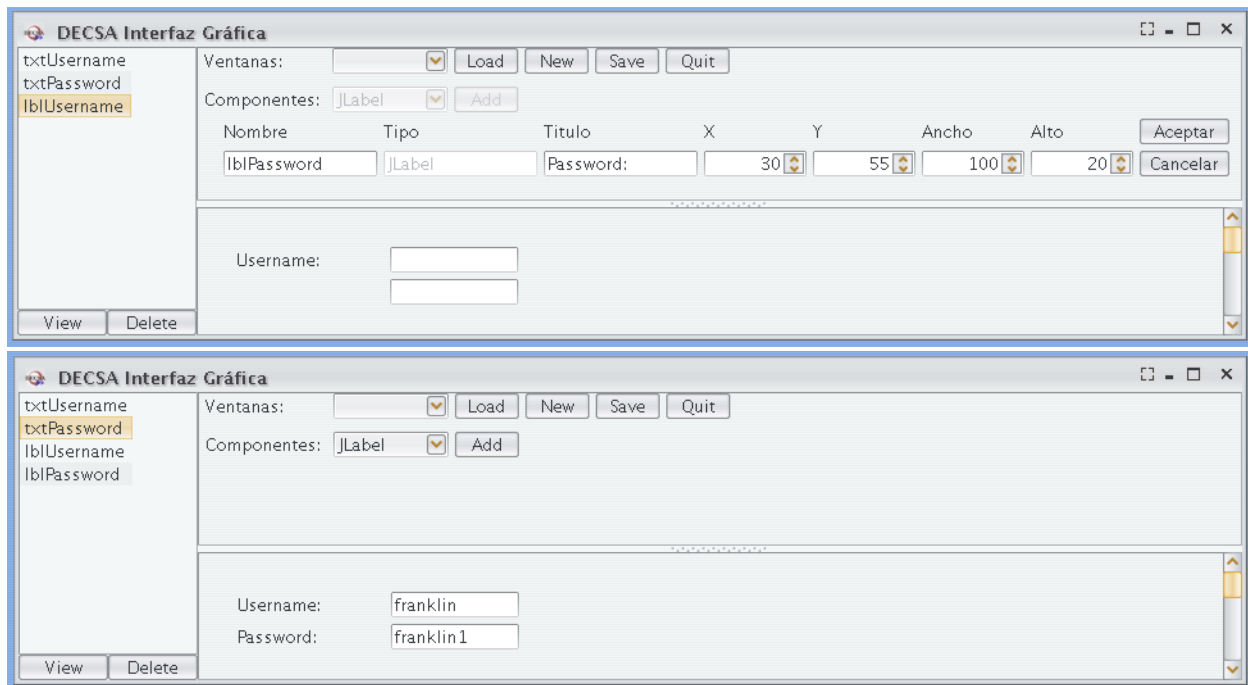 DECSA Interfaz Gráfica
txtUsername
txtPassword
lblUsername
Ventanas: Load New Save Quit
Componentes: JLabel Add
Nombre Tipo Titulo X Y Ancho Alto Aceptar
lblPassword JLabel Password: 30 55 100 20 Cancelar
Username:
View Delete
DECSA Interfaz Gráfica
txtUsername
txtPassword
lblUsername
lblPassword
Ventanas: Load New Save Quit
Componentes: JLabel Add
Username: franklin
Password: franklin1
View Delete